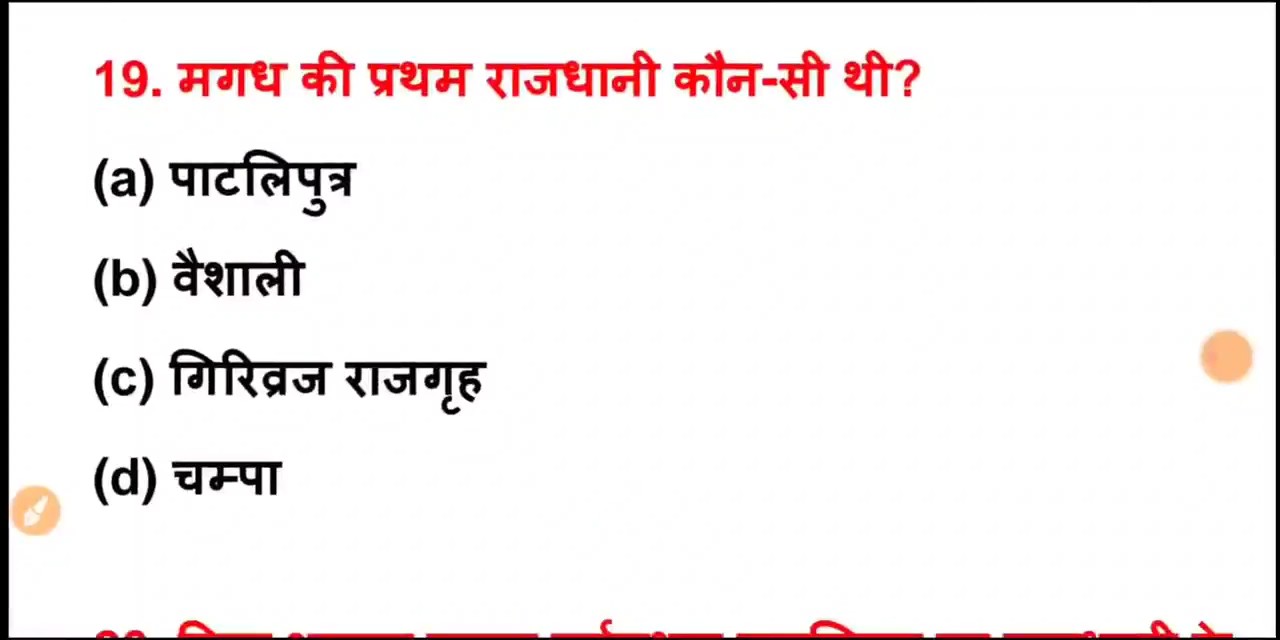 19. मगध की प्रथम राजधानी कौन-सी थी?
(a) पाटलिपुत्र
(b) वैशाली
(c) गिरिव्रज राजगृह
(d) चम्पा